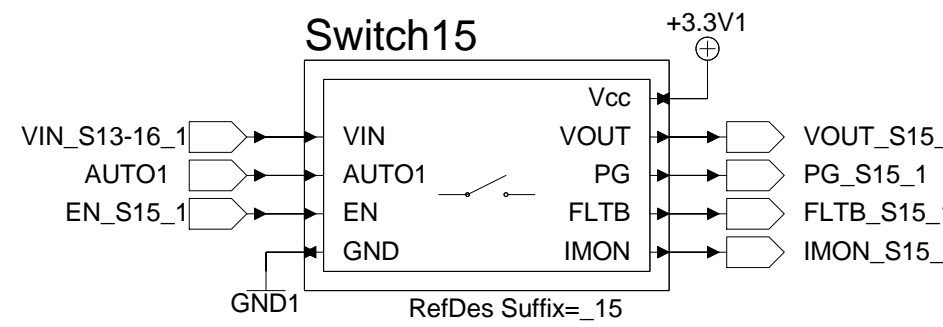 Switch15
+3.3V1
Vcc
VIN_S13-16_1 VIN VOUT VOUT_S15_
AUTO1 AUTO1 PG PG_S15_1
EN_S15_1 EN FLTB FLTB_S15_
GND IMON IMON_S15_
GND1
RefDes Suffix=_15